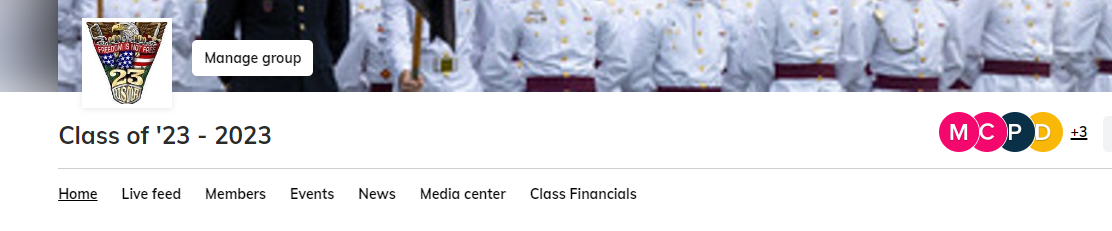 FREEDOM IS NOT FREE
23
USMA
Manage group
Class of '23 - 2023
M C P D +3
Home Live feed Members Events News Media center Class Financials